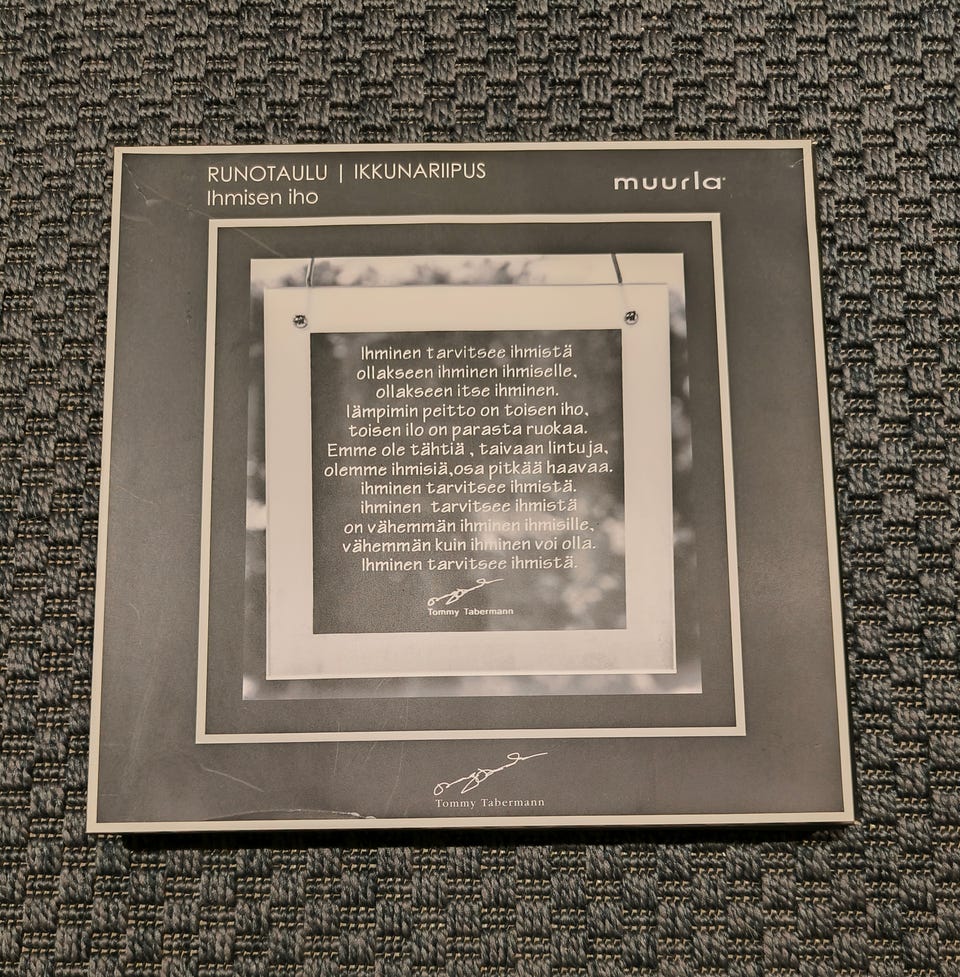 RUNOTAULU | IKKUNARIIPUS
Ihmisen iho
muurla
Ihminen tarvitsee ihmistä
ollakseen ihminen ihmiselle,
ollakseen itse ihminen.
lämpimin peitto on toisen iho,
toisen ilo on parasta ruokaa.
Emme ole tähtiä , taivaan lintuja,
olemme ihmisiä,osa pitkää haavaa.
ihminen tarvitsee ihmistä.
ihminen tarvitsee ihmistä
on vähemmän ihminen ihmisille,
vähemmän kuin ihminen voi olla.
Ihminen tarvitsee ihmistä.
Tommy Tabermann
Tommy Tabermann